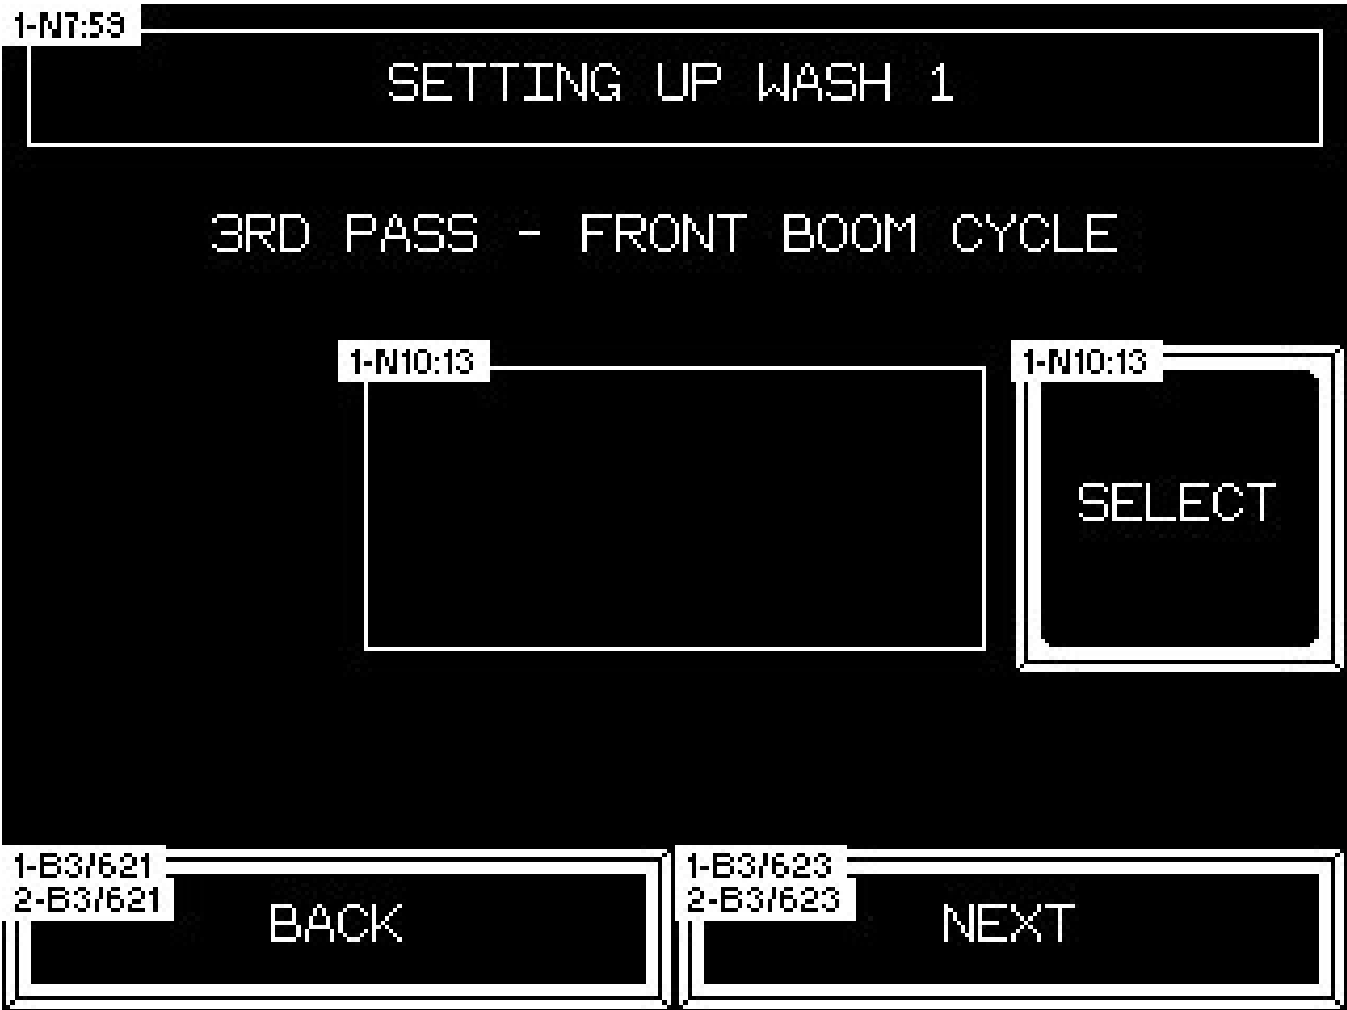 1-N7:59
SETTING UP WASH 1
3RD PASS - FRONT BOOM CYCLE
1-N10:13
1-N10:13
SELECT
1-B3/621
2-B3/621
BACK
1-B3/623
2-B3/623
NEXT